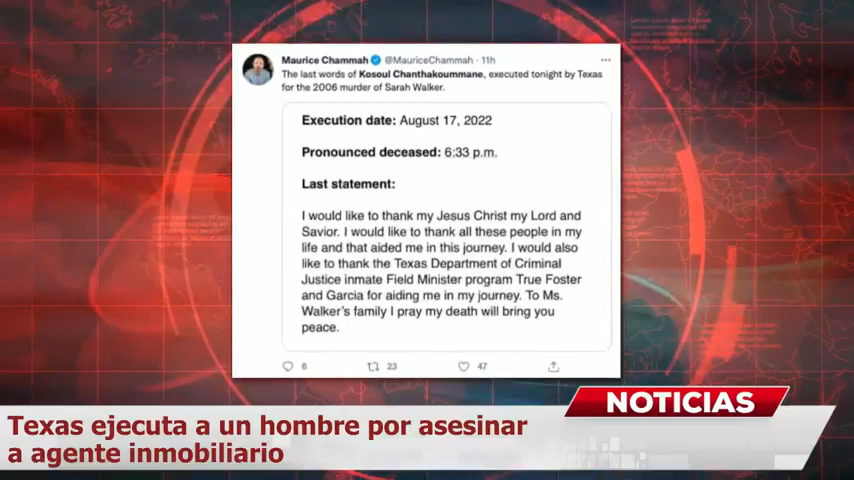 Maurice Chammah @MauriceChammah · 11h
The last words of Kosoul Chanthakoummane, executed tonight by Texas
for the 2006 murder of Sarah Walker.
Execution date: August 17, 2022
Pronounced deceased: 6:33 p.m.
Last statement:
I would like to thank my Jesus Christ my Lord and
Savior. I would like to thank all these people in my
life and that aided me in this journey. I would also
like to thank the Texas Department of Criminal
Justice inmate Field Minister program True Foster
and Garcia for aiding me in my journey. To Ms.
Walker's family I pray my death will bring you
peace.
6 23 47
NOTICIAS
Texas ejecuta a un hombre por asesinar
a agente inmobiliario